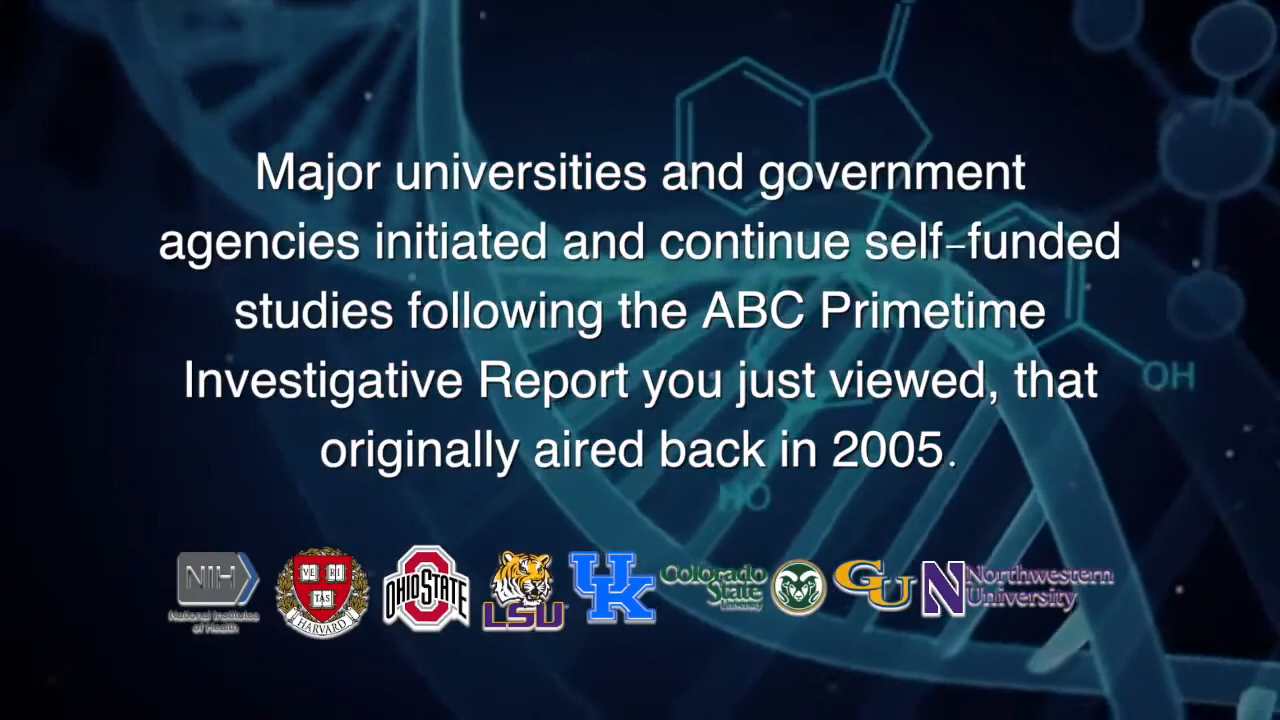 Major universities and government
agencies initiated and continue self-funded
studies following the ABC Primetime
Investigative Report you just viewed, that
originally aired back in 2005.
OH
HO
NIH
National Institutes
of Health
VE RI
TAS
HARVARD
OHIO STATE
LSU
UK
Colorado
State
University
GU
N
Northwestern
University